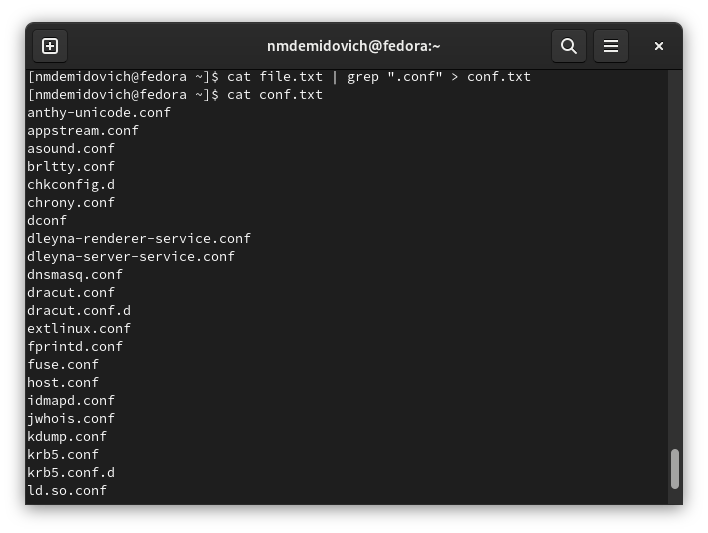 nmdemidovich@fedora:~
[nmdemidovich@fedora ~]$ cat file.txt | grep ".conf" > conf.txt
[nmdemidovich@fedora ~]$ cat conf.txt
anthy-unicode.conf
appstream.conf
asound.conf
brltty.conf
chkconfig.d
chrony.conf
dconf
dleyna-renderer-service.conf
dleyna-server-service.conf
dnsmasq.conf
dracut.conf
dracut.conf.d
extlinux.conf
fprintd.conf
fuse.conf
host.conf
idmapd.conf
jwhois.conf
kdump.conf
krb5.conf
krb5.conf.d
ld.so.conf